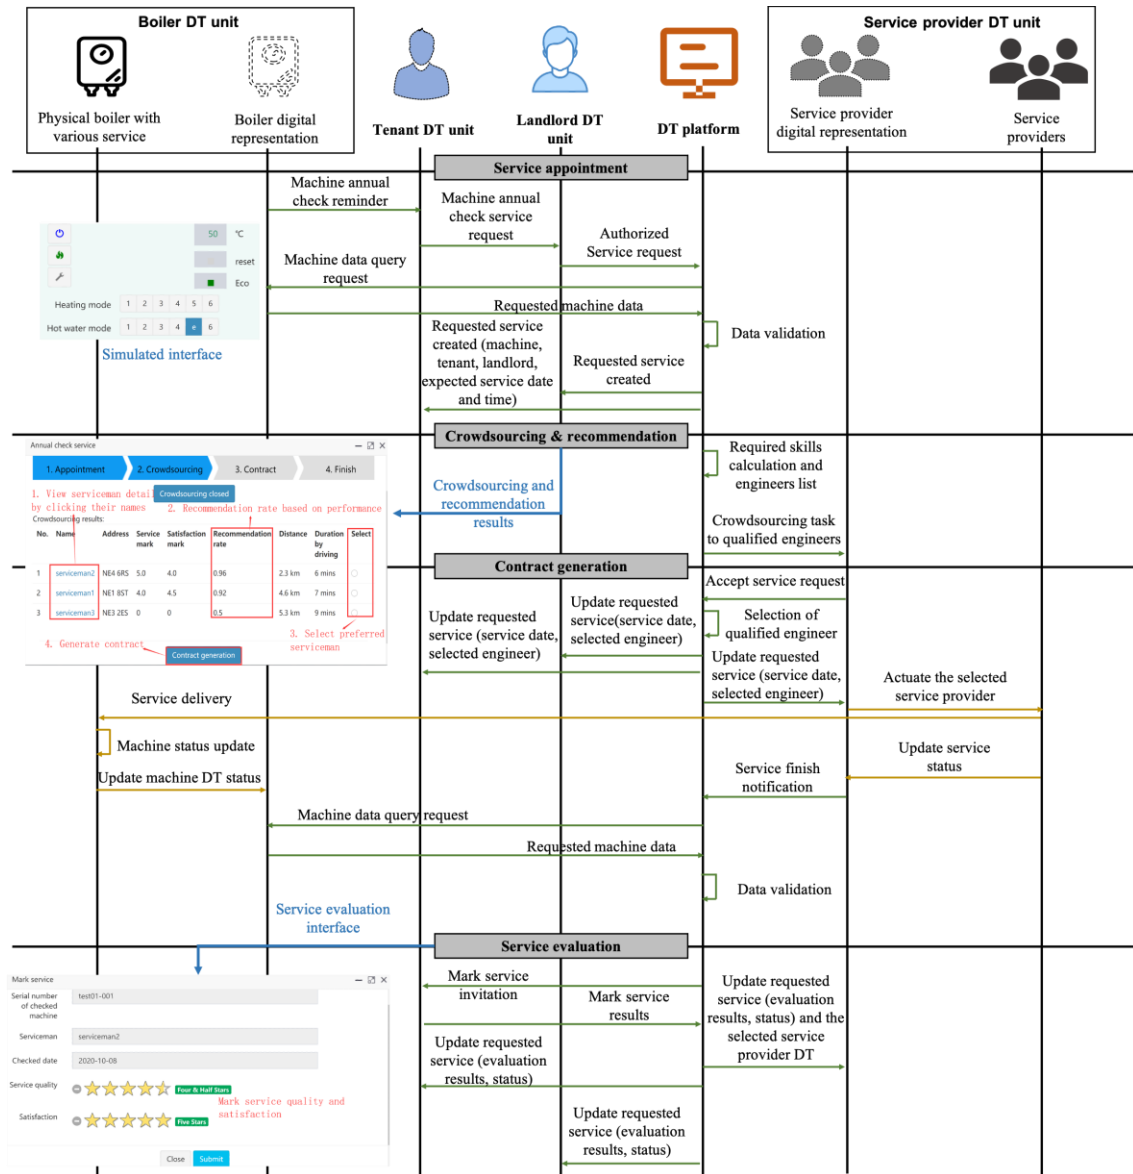 Boiler DT unit
Service provider DT unit
Physical boiler with
various service
Boiler digital
representation
Tenant DT unit
Landlord DT
unit
DT platform
Service provider
digital representation
Service
providers
Service appointment
Machine annual
check reminder
Machine annual
check service
request
Authorized
Service request
50
°C
reset
Eco
Heating mode
1 2 3 4 5 6
Hot water mode
1 2 3 4 e 6
Simulated interface
Machine data query
request
Requested machine data
Data validation
Requested service
created (machine,
tenant, landlord,
expected service date
and time)
Requested service
created
Crowdsourcing & recommendation
Annual check service
1. Appointment
2. Crowdsourcing
3. Contract
4. Finish
1. View serviceman detail
by clicking their names
Crowdsourcing closed
2. Recommendation rate based on performance
Crowdsourcing results:
No. Name Address Service mark Satisfaction mark Recommendation rate Distance Duration by driving Select
1 serviceman2 NE4 6RS 5.0 4.0 0.96 2.3 km 6 mins
2 serviceman1 NE1 8ST 4.0 4.5 0.92 4.6 km 7 mins
3 serviceman3 NE3 2ES 0 0 0.5 5.3 km 9 mins
3. Select preferred
serviceman
4. Generate contract
Contract generation
Crowdsourcing and
recommendation
results
Required skills
calculation and
engineers list
Crowdsourcing task
to qualified engineers
Contract generation
Accept service request
Update requested
service (service date,
selected engineer)
Update requested
service(service date,
selected engineer)
Selection of
qualified engineer
Update requested
service (service date,
selected engineer)
Actuate the selected
service provider
Service delivery
Machine status update
Update machine DT status
Update service
status
Service finish
notification
Machine data query request
Requested machine data
Data validation
Service evaluation
interface
Service evaluation
Mark service
Serial number
of checked
machine
test01-001
Serviceman
serviceman2
Checked date
2020-10-08
Service quality
Four & Half Stars
Satisfaction
Five Stars
Mark service quality and
satisfaction
Close
Submit
Mark service
invitation
Mark service
results
Update requested
service (evaluation
results, status) and the
selected service
provider DT
Update requested
service (evaluation
results, status)
Update requested
service (evaluation
results, status)